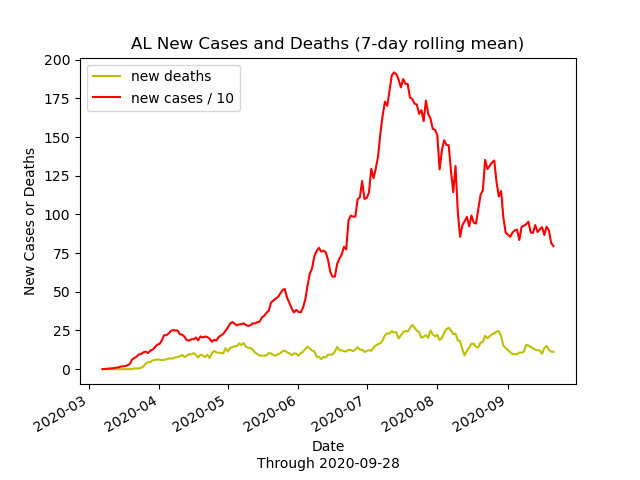 AL New Cases and Deaths (7-day rolling mean)
new deaths
new cases / 10
New Cases or Deaths
200
175
150
125
100
75
50
25
0
2020-03
2020-04
2020-05
2020-06
2020-07
2020-08
2020-09
Date
Through 2020-09-28